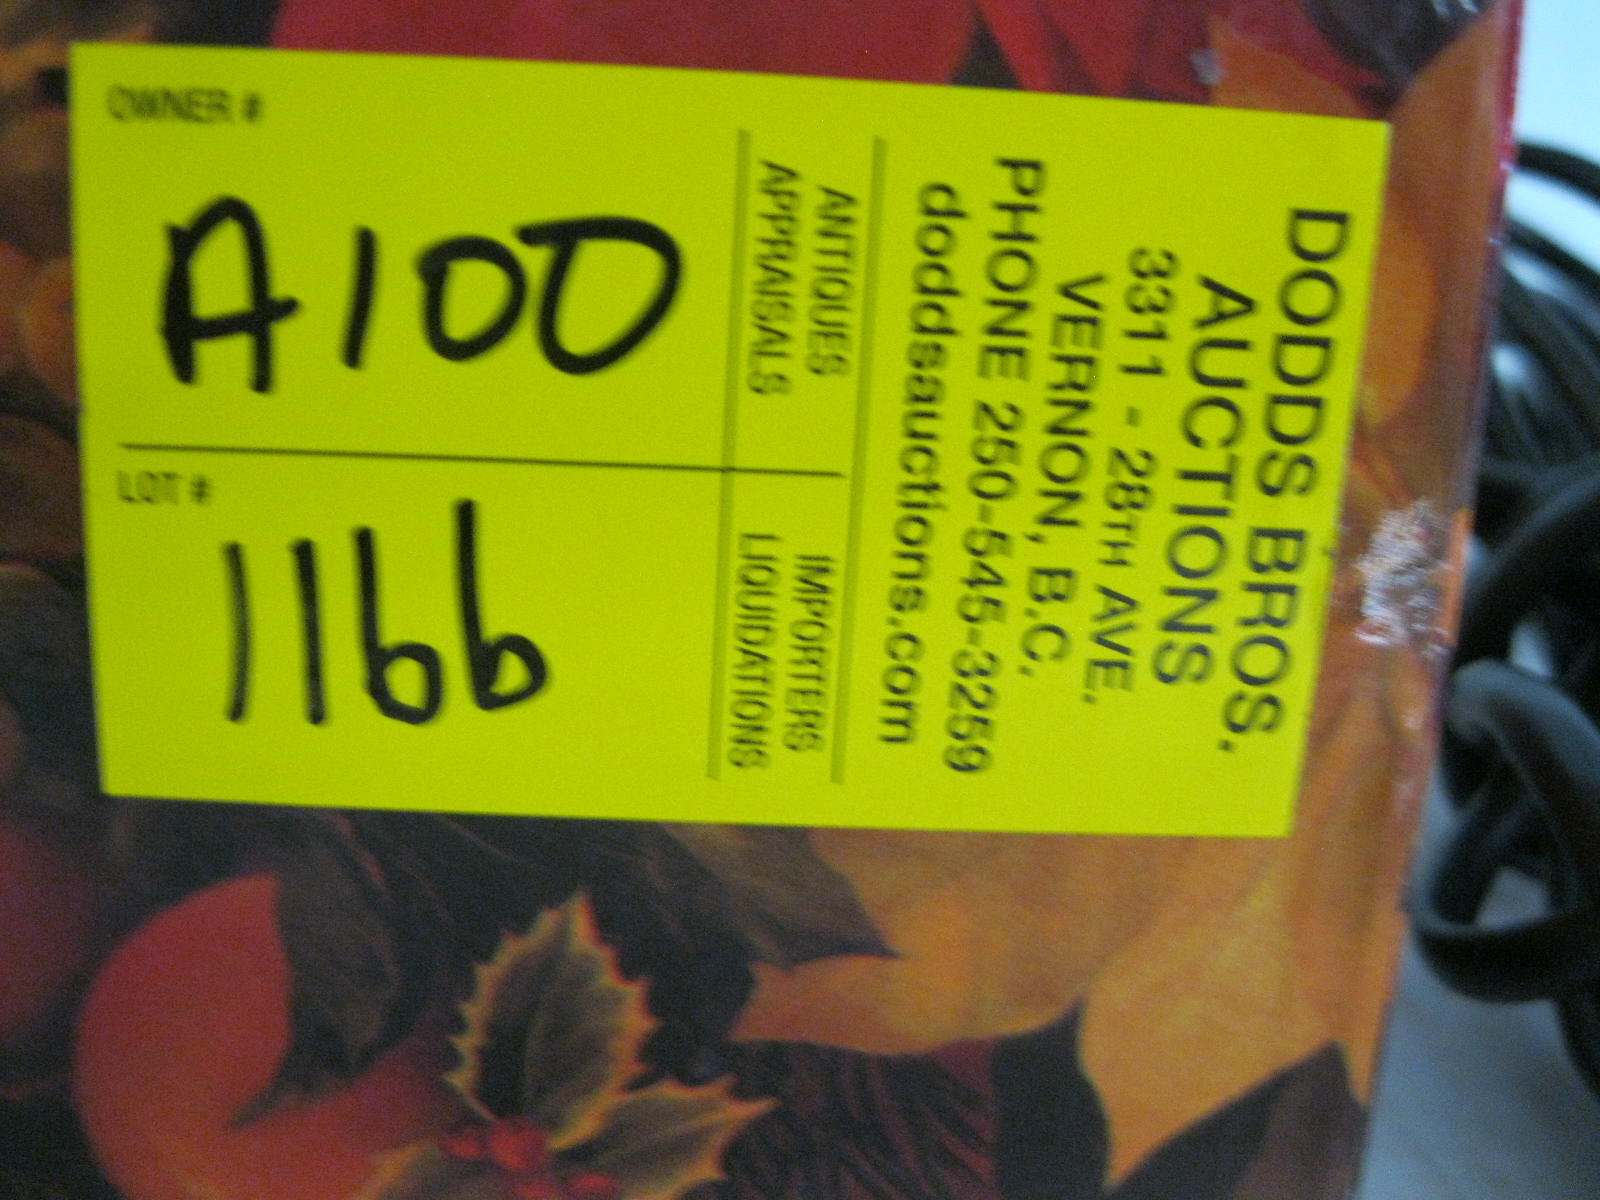 DODDS BROS.
AUCTIONS
3311 - 28TH AVE.
VERNON, B.C.
PHONE 250-545-3259
doddsauctions.com
ANTIQUES
APPRAISALS
IMPORTERS
LIQUIDATIONS
OWNER #
A100
LOT #
1166